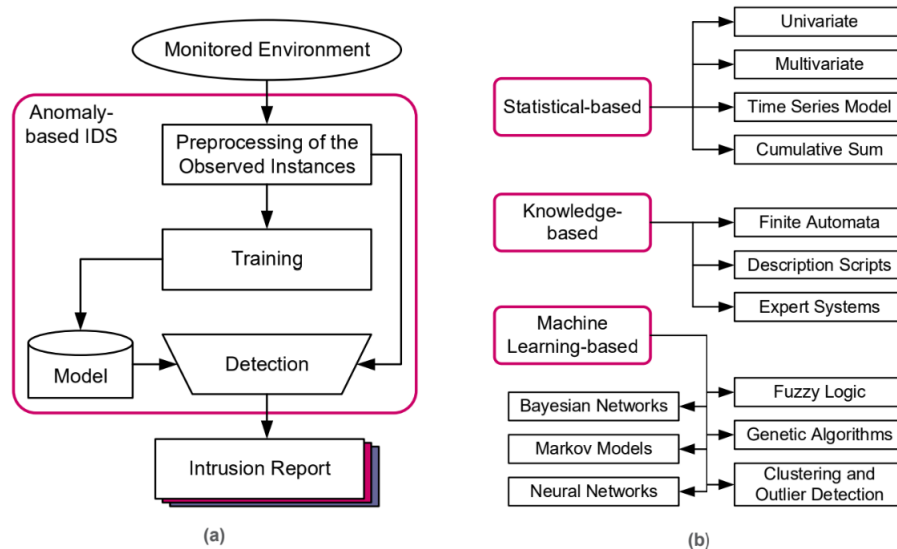 Monitored Environment
Anomaly-
based IDS
Preprocessing of the
Observed Instances
Training
Model
Detection
Intrusion Report
(a)
Statistical-based
Univariate
Multivariate
Time Series Model
Cumulative Sum
Knowledge-
based
Finite Automata
Description Scripts
Expert Systems
Machine
Learning-based
Bayesian Networks
Markov Models
Neural Networks
Fuzzy Logic
Genetic Algorithms
Clustering and
Outlier Detection
(b)